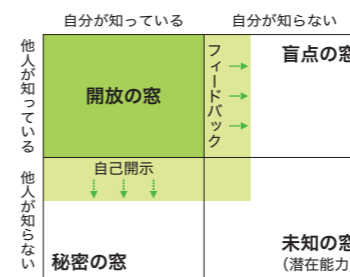 自分が知っている
自分が知らない
他人が知っている
開放の窓
フィードバック
盲点の窓
他人が知らない
自己開示
秘密の窓
未知の窓
(潜在能力